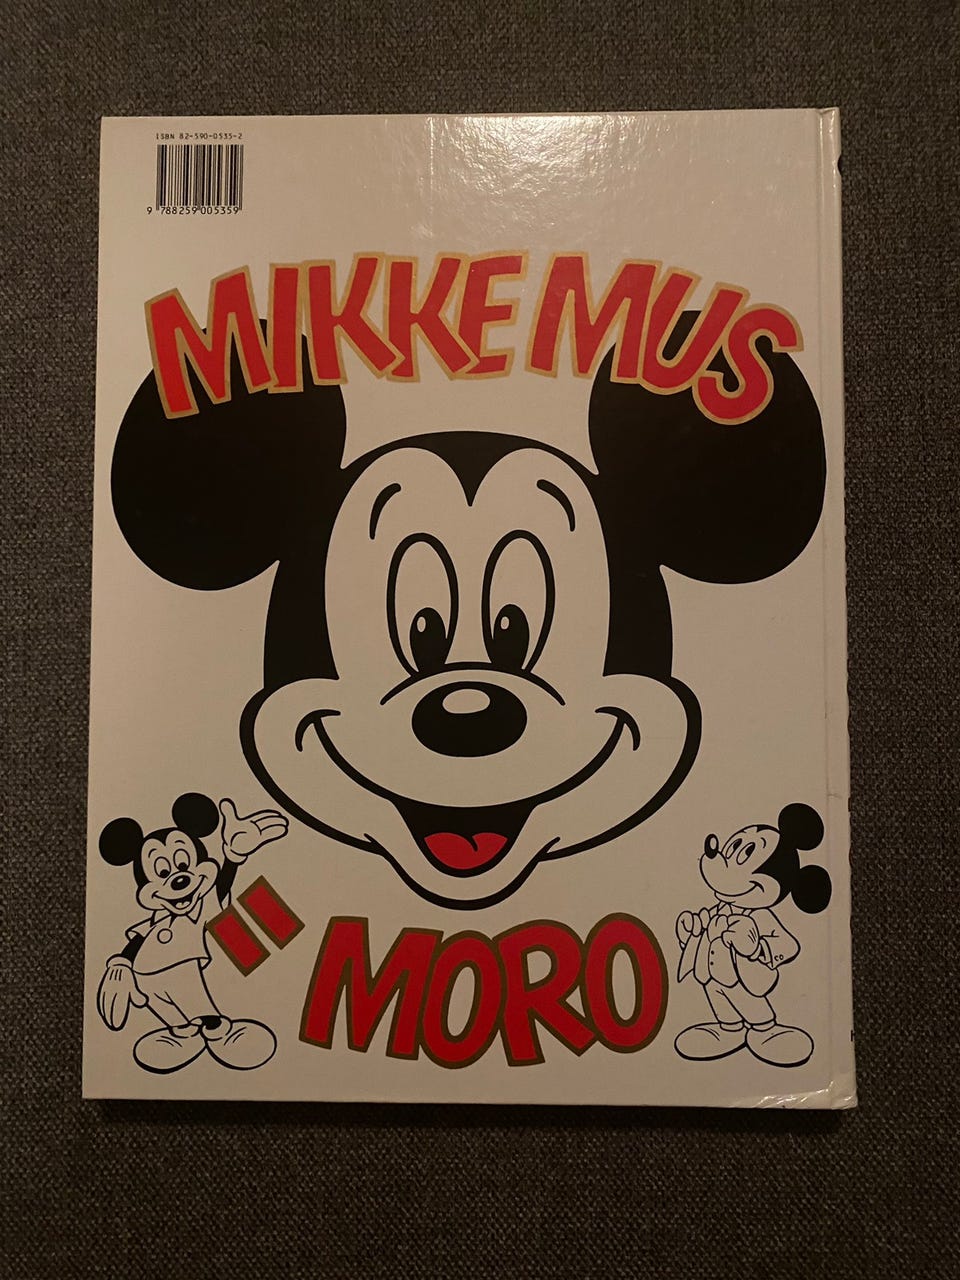 ISBN 82-590-0535-2
9 788259 005359
MIKKE MUS
"MORO